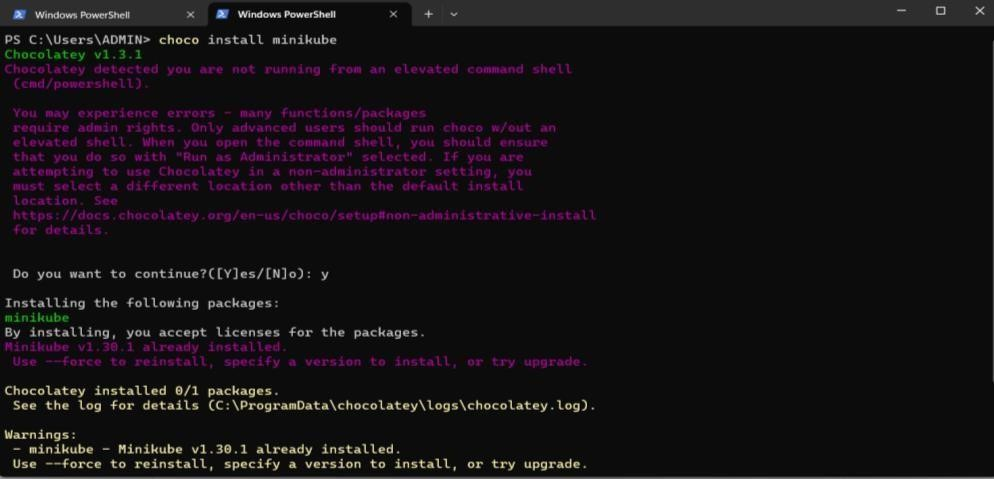 Windows PowerShell
Windows PowerShell
PS C:\Users\ADMIN> choco install minikube
Chocolatey v1.3.1
Chocolatey detected you are not running from an elevated command shell
(cmd/powershell).
You may experience errors - many functions/packages
require admin rights. Only advanced users should run choco w/out an
elevated shell. When you open the command shell, you should ensure
that you do so with "Run as Administrator" selected. If you are
attempting to use Chocolatey in a non-administrator setting, you
must select a different location other than the default install
location. See
https://docs.chocolatey.org/en-us/choco/setup#non-administrative-install
for details.
Do you want to continue?([Y]es/[N]o): y
Installing the following packages:
minikube
By installing, you accept licenses for the packages.
Minikube v1.30.1 already installed.
Use --force to reinstall, specify a version to install, or try upgrade.
Chocolatey installed 0/1 packages.
See the log for details (C:\ProgramData\chocolatey\logs\chocolatey.log).
Warnings:
- minikube - Minikube v1.30.1 already installed.
Use --force to reinstall, specify a version to install, or try upgrade.